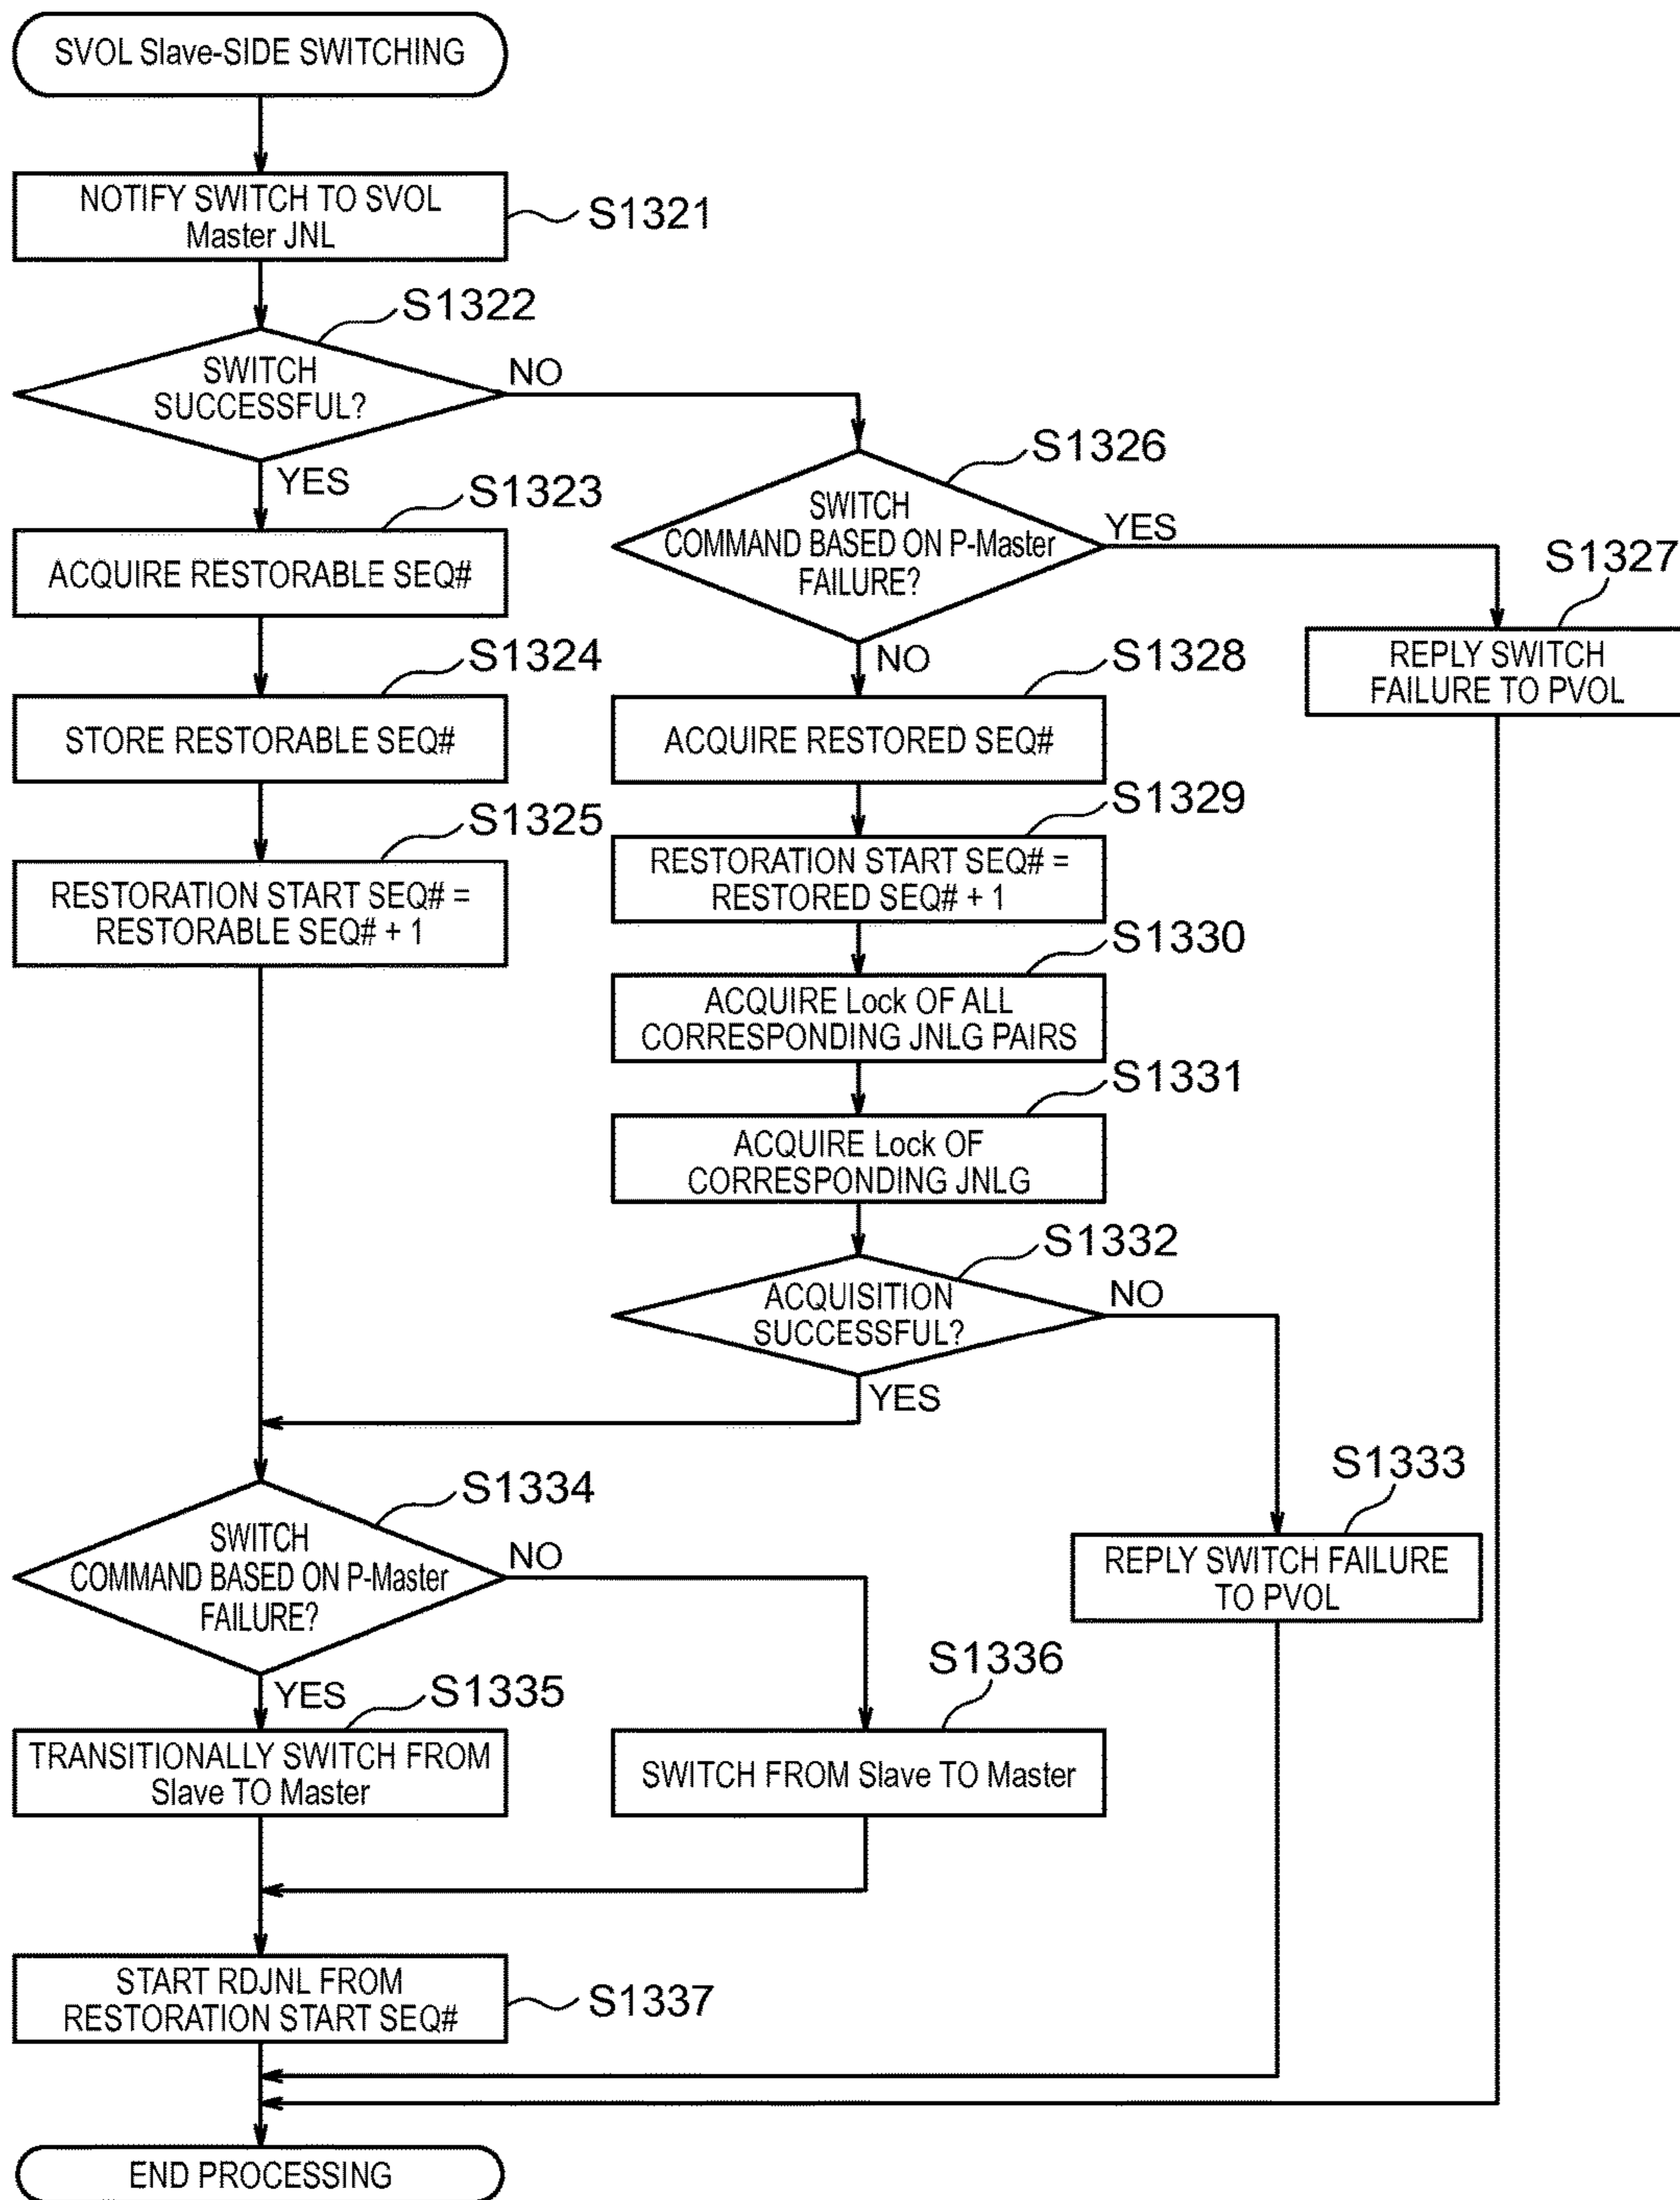 SVOL Slave-SIDE SWITCHING
NOTIFY SWITCH TO SVOL
Master JNL
S1321
S1322
SWITCH
SUCCESSFUL?
NO
YES
S1323
ACQUIRE RESTORABLE SEQ#
S1324
STORE RESTORABLE SEQ#
S1325
RESTORATION START SEQ# =
RESTORABLE SEQ# + 1
S1326
SWITCH
COMMAND BASED ON P-Master
FAILURE?
YES
S1327
REPLY SWITCH
FAILURE TO PVOL
NO
S1328
ACQUIRE RESTORED SEQ#
S1329
RESTORATION START SEQ# =
RESTORED SEQ# + 1
S1330
ACQUIRE Lock OF ALL
CORRESPONDING JNLG PAIRS
S1331
ACQUIRE Lock OF
CORRESPONDING JNLG
S1332
ACQUISITION
SUCCESSFUL?
NO
YES
S1333
REPLY SWITCH FAILURE
TO PVOL
S1334
SWITCH
COMMAND BASED ON P-Master
FAILURE?
NO
YES
S1335
TRANSITIONALLY SWITCH FROM
Slave TO Master
S1336
SWITCH FROM Slave TO Master
START RDJNL FROM
RESTORATION START SEQ#
S1337
END PROCESSING